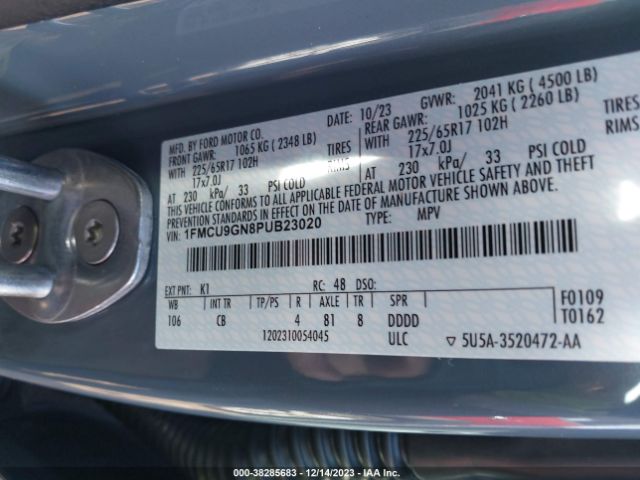 MFD. BY FORD MOTOR CO.
DATE: 10/23 GVWR: 2041 KG ( 4500 LB)
FRONT GAWR: 1065 KG ( 2348 LB) REAR GAWR: 1025 KG ( 2260 LB)
WITH 225/65R17 102H TIRES WITH 225/65R17 102H TIRES
17x7.0J RIMS 17x7.0J RIMS
AT 230 kPa/ 33 PSI COLD AT 230 kPa/ 33 PSI COLD
THIS VEHICLE CONFORMS TO ALL APPLICABLE FEDERAL MOTOR VEHICLE SAFETY AND THEFT
PREVENTION STANDARDS IN EFFECT ON THE DATE OF MANUFACTURE SHOWN ABOVE.
VIN: 1FMCU9GN8PUB23020 TYPE: MPV
EXT PNT: K1 RC: 48 DSO:
WB INT TR TP/PS R AXLE TR SPR F0109
106 CB 4 81 8 DDDD T0162
1202310054045 ULC ▽ 5U5A-3520472-AA
000-38285683 - 12/14/2023 - IAA Inc.